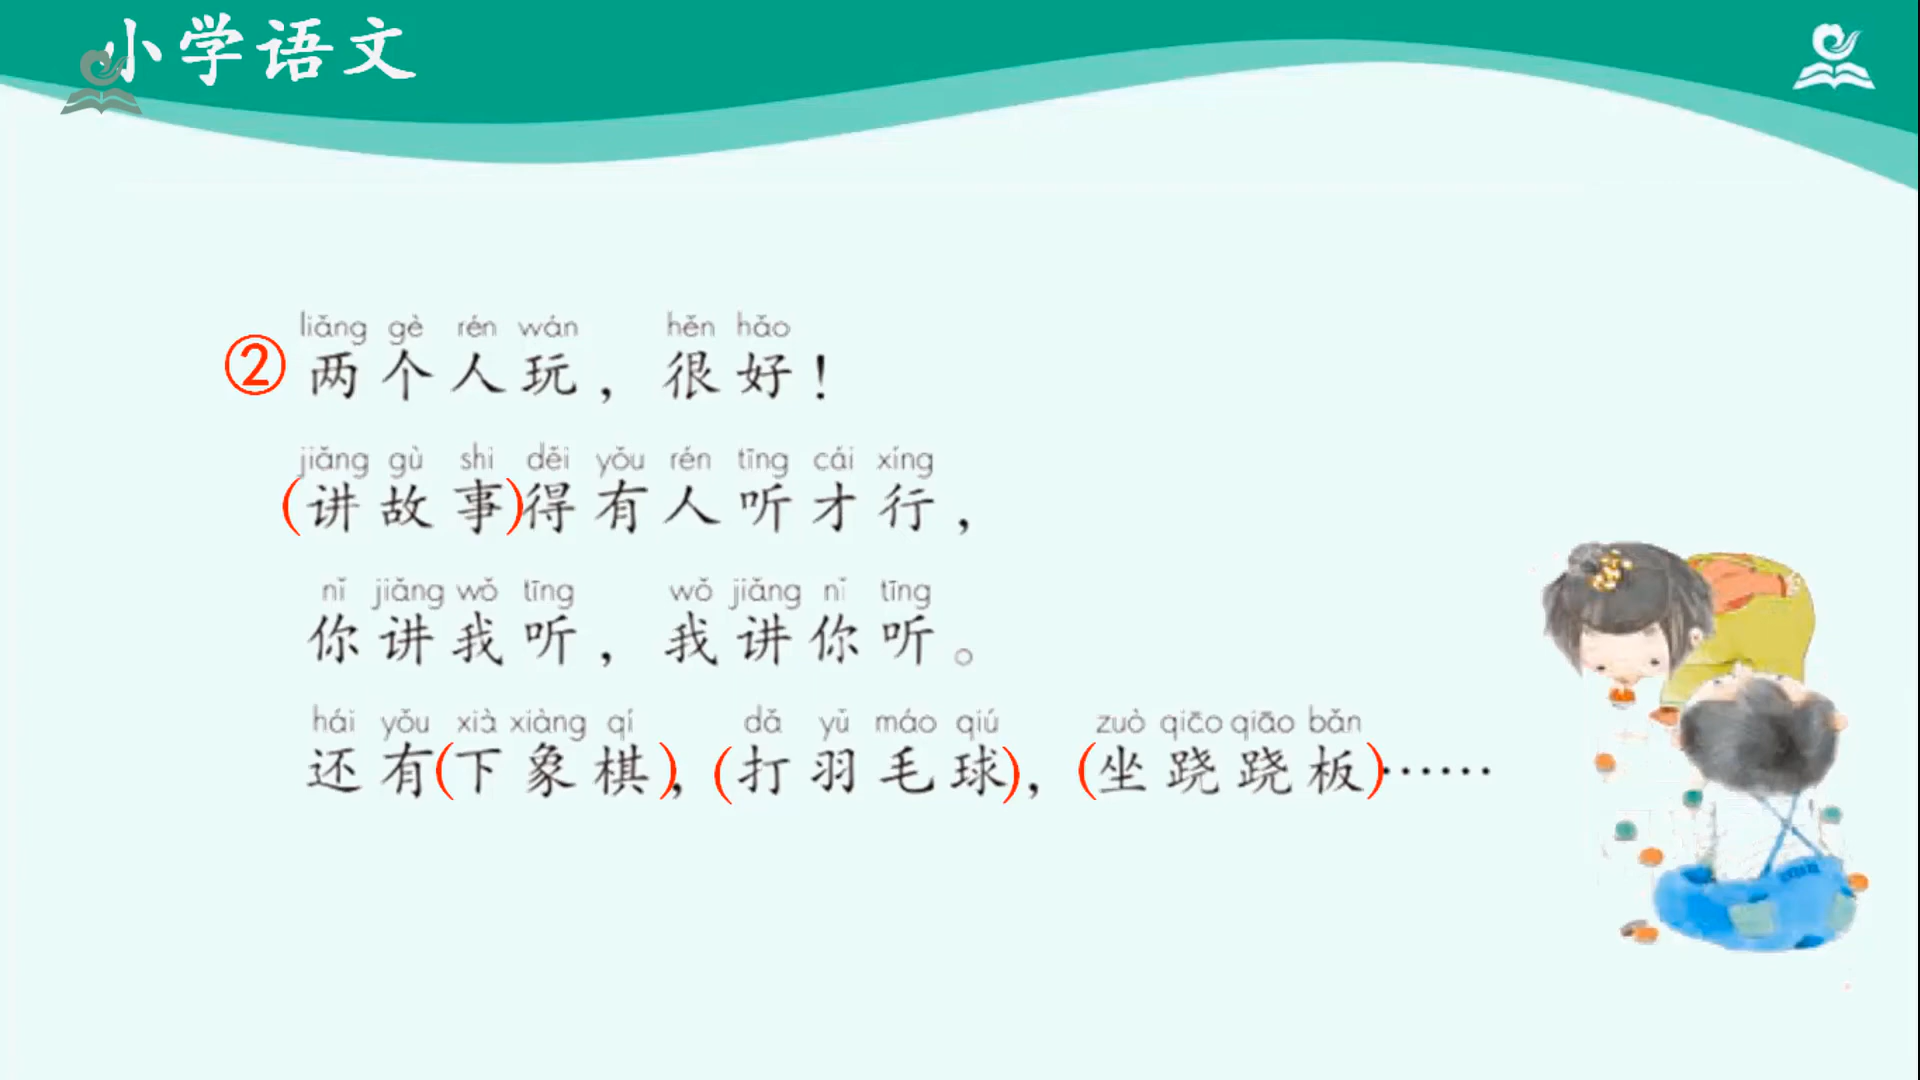 小学语文
liǎng gè rén wán hěn hǎo
② 两个人玩，很好！
jiǎng gù shi děi yǒu rén tīng cái xíng
(讲故事)得有人听才行，
nǐ jiǎng wǒ tīng wǒ jiǎng nǐ tīng
你讲我听，我讲你听。
hái yǒu xià xiàng qí dǎ yǔ máo qiú zuò qiāo qiāo bǎn
还有(下象棋)，(打羽毛球)，(坐跷跷板)……